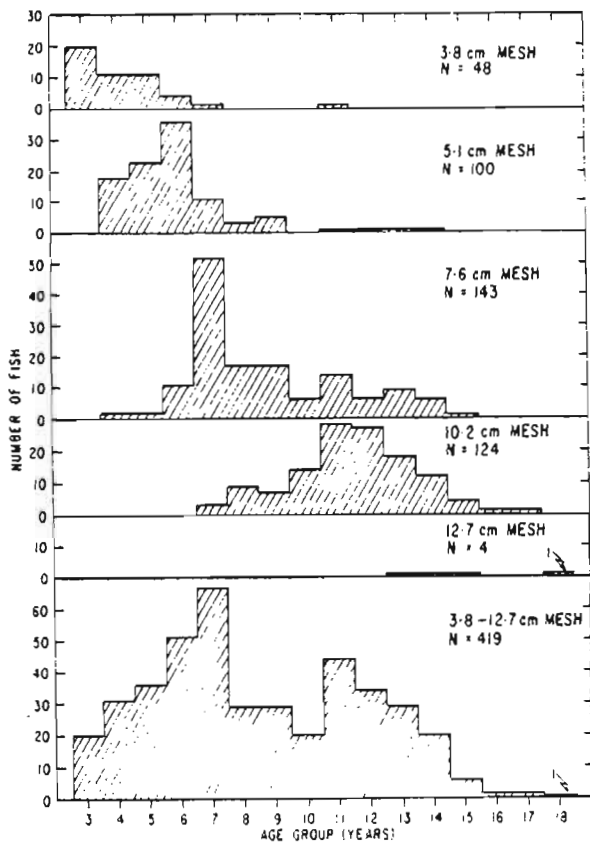 30
20
10
0
3·8 cm MESH
N = 48
30
20
10
0
5·1 cm MESH
N = 100
50
40
30
20
10
0
7·6 cm MESH
N = 143
20
10
0
10·2 cm MESH
N = 124
10
0
12·7 cm MESH
N = 4
1
60
50
40
30
20
10
0
3·8 - 12·7 cm MESH
N = 419
1
NUMBER OF FISH
3 4 5 6 7 8 9 10 11 12 13 14 15 16 17 18
AGE GROUP (YEARS)